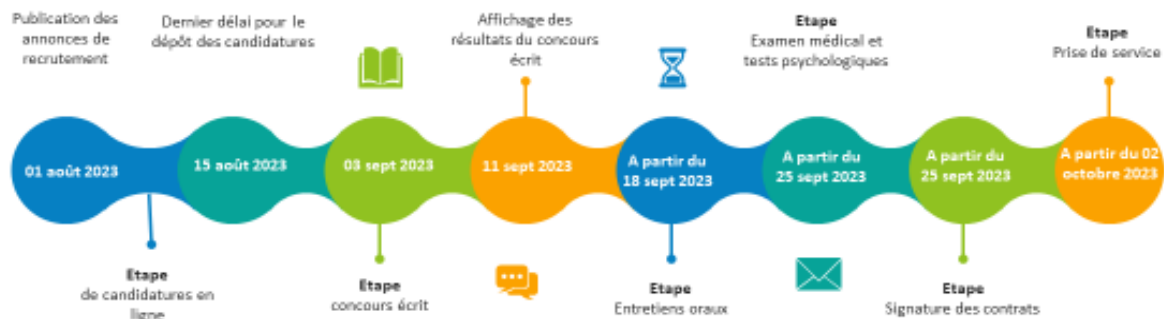 Publication des
annonces de
recrutement
Dernier délai pour le
dépôt des candidatures
Affichage des
résultats du concours
écrit
Etape
Examen médical et
tests psychologiques
Etape
Prise de service
01 août 2023
15 août 2023
03 sept 2023
11 sept 2023
A partir du
18 sept 2023
A partir du
25 sept 2023
A partir du
25 sept 2023
A partir du 02
octobre 2023
Etape
de candidatures en
ligne
Etape
concours écrit
Etape
Entretiens oraux
Etape
Signature des contrats